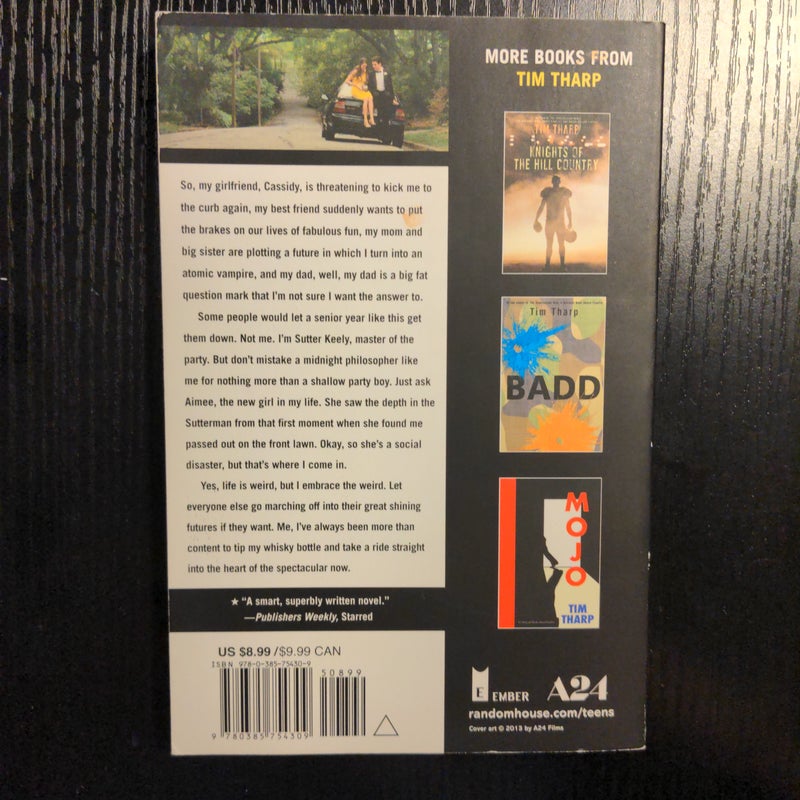 So, my girlfriend, Cassidy, is threatening to kick me to
the curb again, my best friend suddenly wants to put
the brakes on our lives of fabulous fun, my mom and
big sister are plotting a future in which I turn into an
atomic vampire, and my dad, well, my dad is a big fat
question mark that I'm not sure I want the answer to.
Some people would let a senior year like this get
them down. Not me. I'm Sutter Keely, master of the
party. But don't mistake a midnight philosopher like
me for nothing more than a shallow party boy. Just ask
Aimee, the new girl in my life. She saw the depth in the
Sutterman from that first moment when she found me
passed out on the front lawn. Okay, so she's a social
disaster, but that's where I come in.
Yes, life is weird, but I embrace the weird. Let
everyone else go marching off into their great shining
futures if they want. Me, I've always been more than
content to tip my whisky bottle and take a ride straight
into the heart of the spectacular now.
★ “A smart, superbly written novel.”
—Publishers Weekly, Starred
US $8.99 /$9.99 CAN
ISBN 978-0-385-75430-9
50899
9 780385 754309
MORE BOOKS FROM
TIM THARP
TIM THARP
KNIGHTS OF
THE HILL COUNTRY
Tim Tharp
BADD
MOJO
TIM
THARP
E EMBER A24
randomhouse.com/teens
Cover art © 2013 by A24 Films